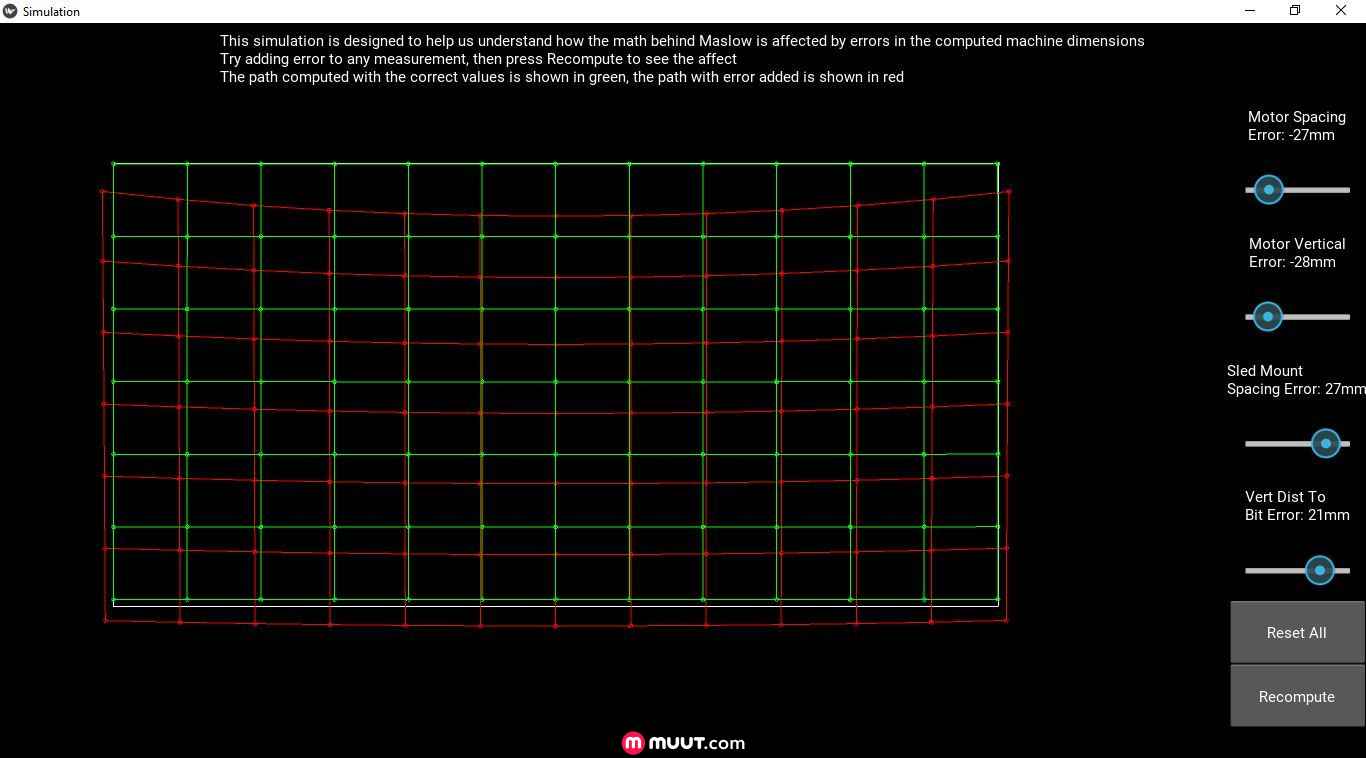 Simulation
This simulation is designed to help us understand how the math behind Maslow is affected by errors in the computed machine dimensions
Try adding error to any measurement, then press Recompute to see the affect
The path computed with the correct values is shown in green, the path with error added is shown in red
Motor Spacing
Error: -27mm
Motor Vertical
Error: -28mm
Sled Mount
Spacing Error: 27mm
Vert Dist To
Bit Error: 21mm
Reset All
Recompute
m muut.com